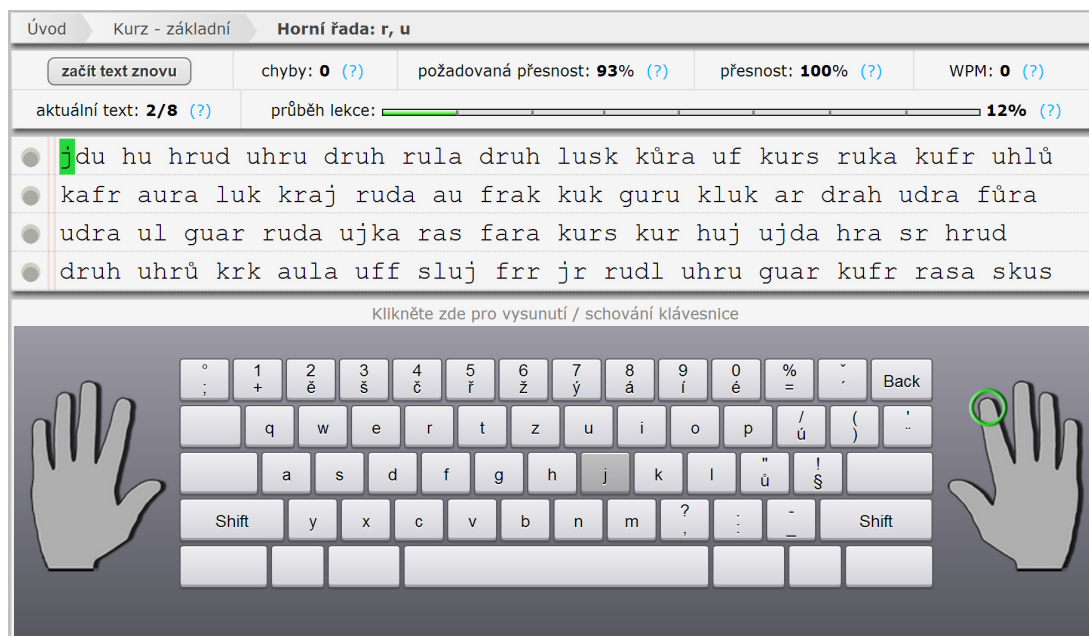 Úvod Kurz - základní Horní řada: r, u
začít text znovu chyby: 0 (?) požadovaná přesnost: 93% (?) přesnost: 100% (?) WPM: 0 (?)
aktuální text: 2/8 (?) průběh lekce: 12% (?)
jdu hu hrud uhru druh rula druh lusk kůra uf kurs ruka kufr uhlů
kafr aura luk kraj ruda au frak kuk guru kluk ar drah udra fůra
udra ul guar ruda ujka ras fara kurs kur huj ujda hra sr hrud
druh uhrů krk aula uff sluj frr jr rudl uhru guar kufr rasa skus
Klikněte zde pro vysunutí / schování klávesnice
° 1 2 3 4 5 6 7 8 9 0 % ˇ
; + ě š č ř ž ý á í é = ´ Back
/ ( '
q w e r t z u i o p ú ) ¨
" !
a s d f g h j k l ů §
? : -
Shift y x c v b n m , . _ Shift